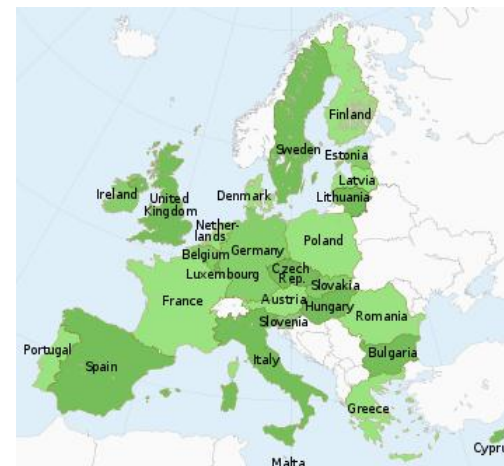 Finland
Sweden
Estonia
Latvia
Lithuania
Ireland
United
Kingdom
Denmark
Nether-
lands
Poland
Belgium
Germany
Luxembourg
Czech
Rep.
Slovakia
France
Austria
Hungary
Slovenia
Romania
Portugal
Spain
Italy
Bulgaria
Greece
Malta
Cypru